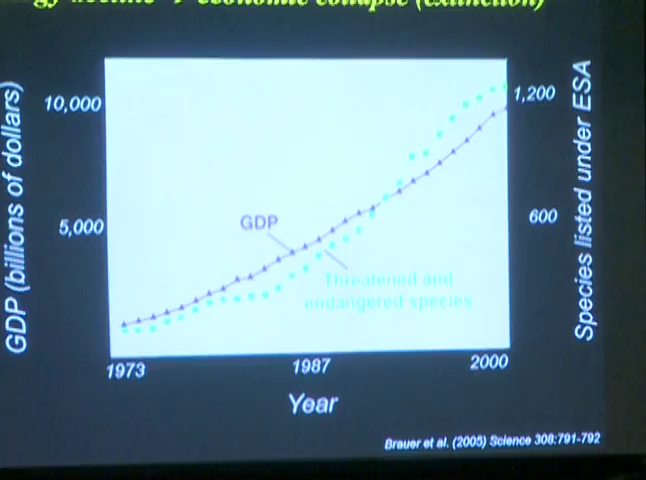 economic collapse (extinction)
GDP (billions of dollars)
10,000
5,000
1,200
600
Species listed under ESA
GDP
Threatened and
endangered species
1973
1987
2000
Year
Brauer et al. (2005) Science 308:791-792